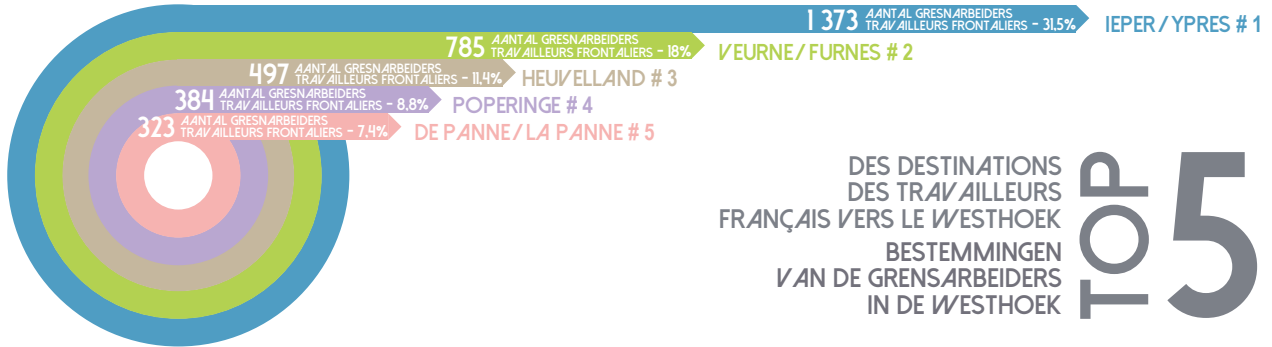 1 373 AANTAL GRESNARBEIDERS
TRAVAILLEURS FRONTALIERS - 31,5% IEPER / YPRES # 1
785 AANTAL GRESNARBEIDERS
TRAVAILLEURS FRONTALIERS - 18% VEURNE / FURNES # 2
497 AANTAL GRESNARBEIDERS
TRAVAILLEURS FRONTALIERS - 11,4% HEUVELLAND # 3
384 AANTAL GRESNARBEIDERS
TRAVAILLEURS FRONTALIERS - 8,8% POPERINGE # 4
323 AANTAL GRESNARBEIDERS
TRAVAILLEURS FRONTALIERS - 7,4% DE PANNE / LA PANNE # 5
DES DESTINATIONS
DES TRAVAILLEURS
FRANÇAIS VERS LE WESTHOEK
BESTEMMINGEN
VAN DE GRENSARBEIDERS
IN DE WESTHOEK
TOP 5